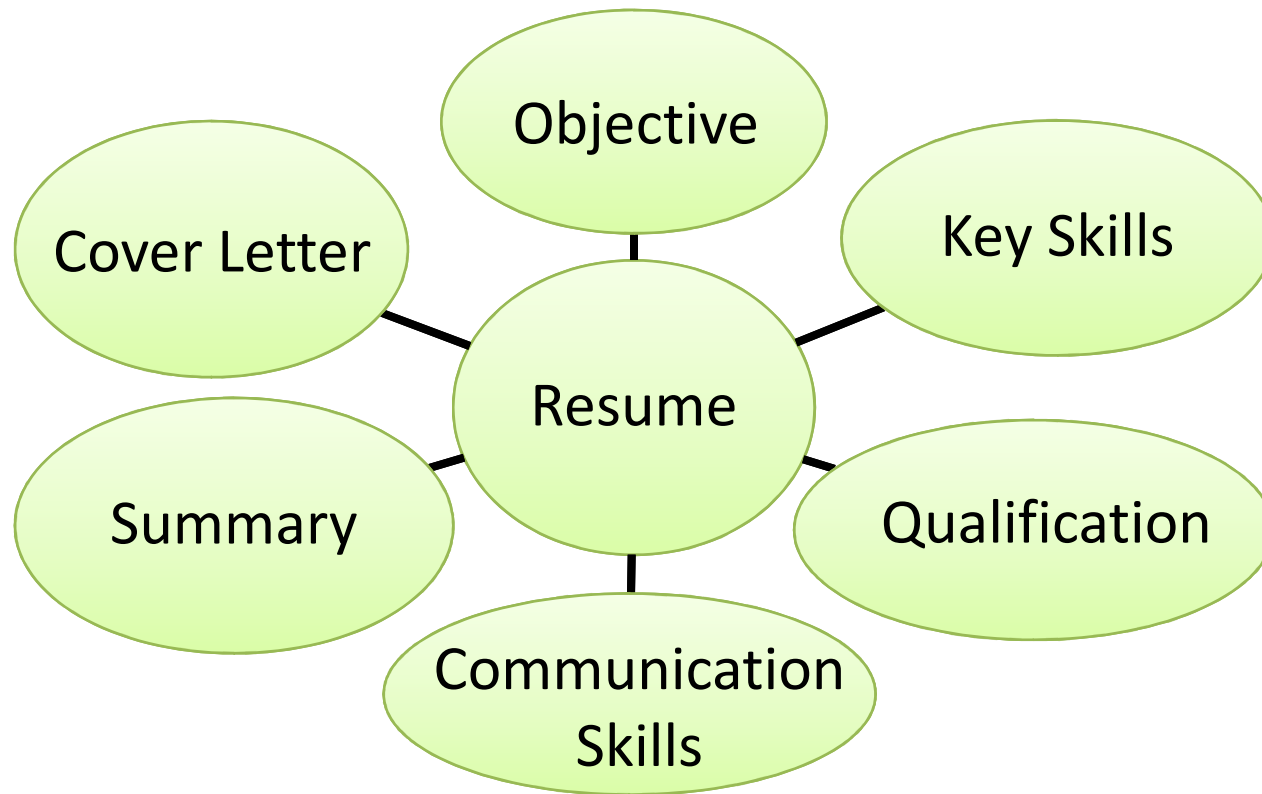 Objective
Cover Letter
Key Skills
Resume
Summary
Qualification
Communication
Skills